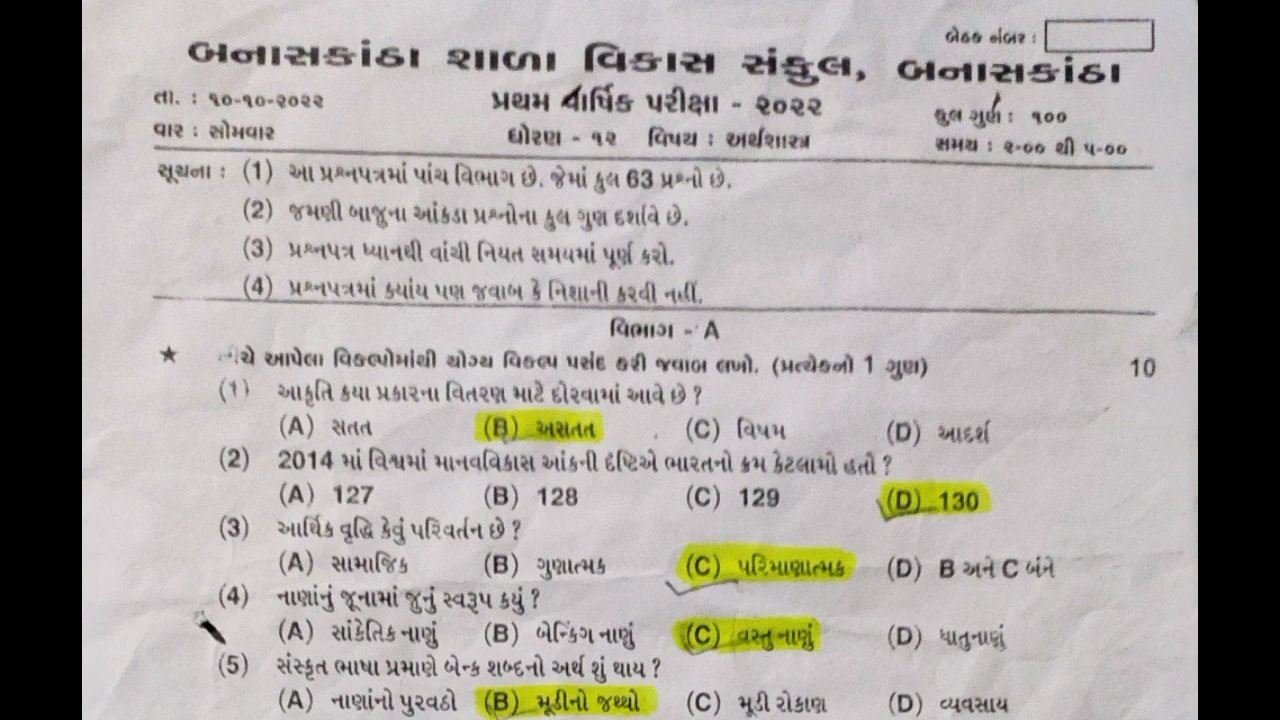 બેઠક નંબર :
બનાસકાંઠા શાળા વિકાસ સંકુલ, બનાસકાંઠા
તા. : ૧૦-૧૦-૨૦૨૨ પ્રથમ વાર્ષિક પરીક્ષા - ૨૦૨૨ કુલ ગુણ : ૧૦૦
વાર : સોમવાર ધોરણ - ૧૨ વિષય : અર્થશાસ્ત્ર સમય : ૨-૦૦ થી ૫-૦૦
સૂચના : (1) આ પ્રશ્નપત્રમાં પાંચ વિભાગ છે. જેમાં કુલ 63 પ્રશ્નો છે.
(2) જમણી બાજુના આંકડા પ્રશ્નોના કુલ ગુણ દર્શાવે છે.
(3) પ્રશ્નપત્ર ધ્યાનથી વાંચી નિયત સમયમાં પૂર્ણ કરો.
(4) પ્રશ્નપત્રમાં ક્યાંય પણ જવાબ કે નિશાની કરવી નહીં.
વિભાગ - A
★ આપેલા વિકલ્પોમાંથી યોગ્ય વિકલ્પ પસંદ કરી જવાબ લખો. (પ્રત્યેકનો 1 ગુણ) 10
(1) આકૃતિ કયા પ્રકારના વિતરણ માટે દોરવામાં આવે છે ?
(A) સતત (B) અસતત (C) વિષમ (D) આદર્શ
(2) 2014 માં વિશ્વમાં માનવવિકાસ આંકની દૃષ્ટિએ ભારતનો ક્રમ કેટલામો હતો ?
(A) 127 (B) 128 (C) 129 (D) 130
(3) આર્થિક વૃદ્ધિ કેવું પરિવર્તન છે ?
(A) સામાજિક (B) ગુણાત્મક (C) પરિમાણાત્મક (D) B અને C બંને
(4) નાણાંનું જૂનામાં જુનું સ્વરૂપ કયું ?
(A) સાંકેતિક નાણું (B) બેન્કિંગ નાણું (C) વસ્તુ નાણું (D) ધાતુનાણું
(5) સંસ્કૃત ભાષા પ્રમાણે બેન્ક શબ્દનો અર્થ શું થાય ?
(A) નાણાંનો પુરવઠો (B) મૂડીનો જથ્થો (C) મૂડી રોકાણ (D) વ્યવસાય